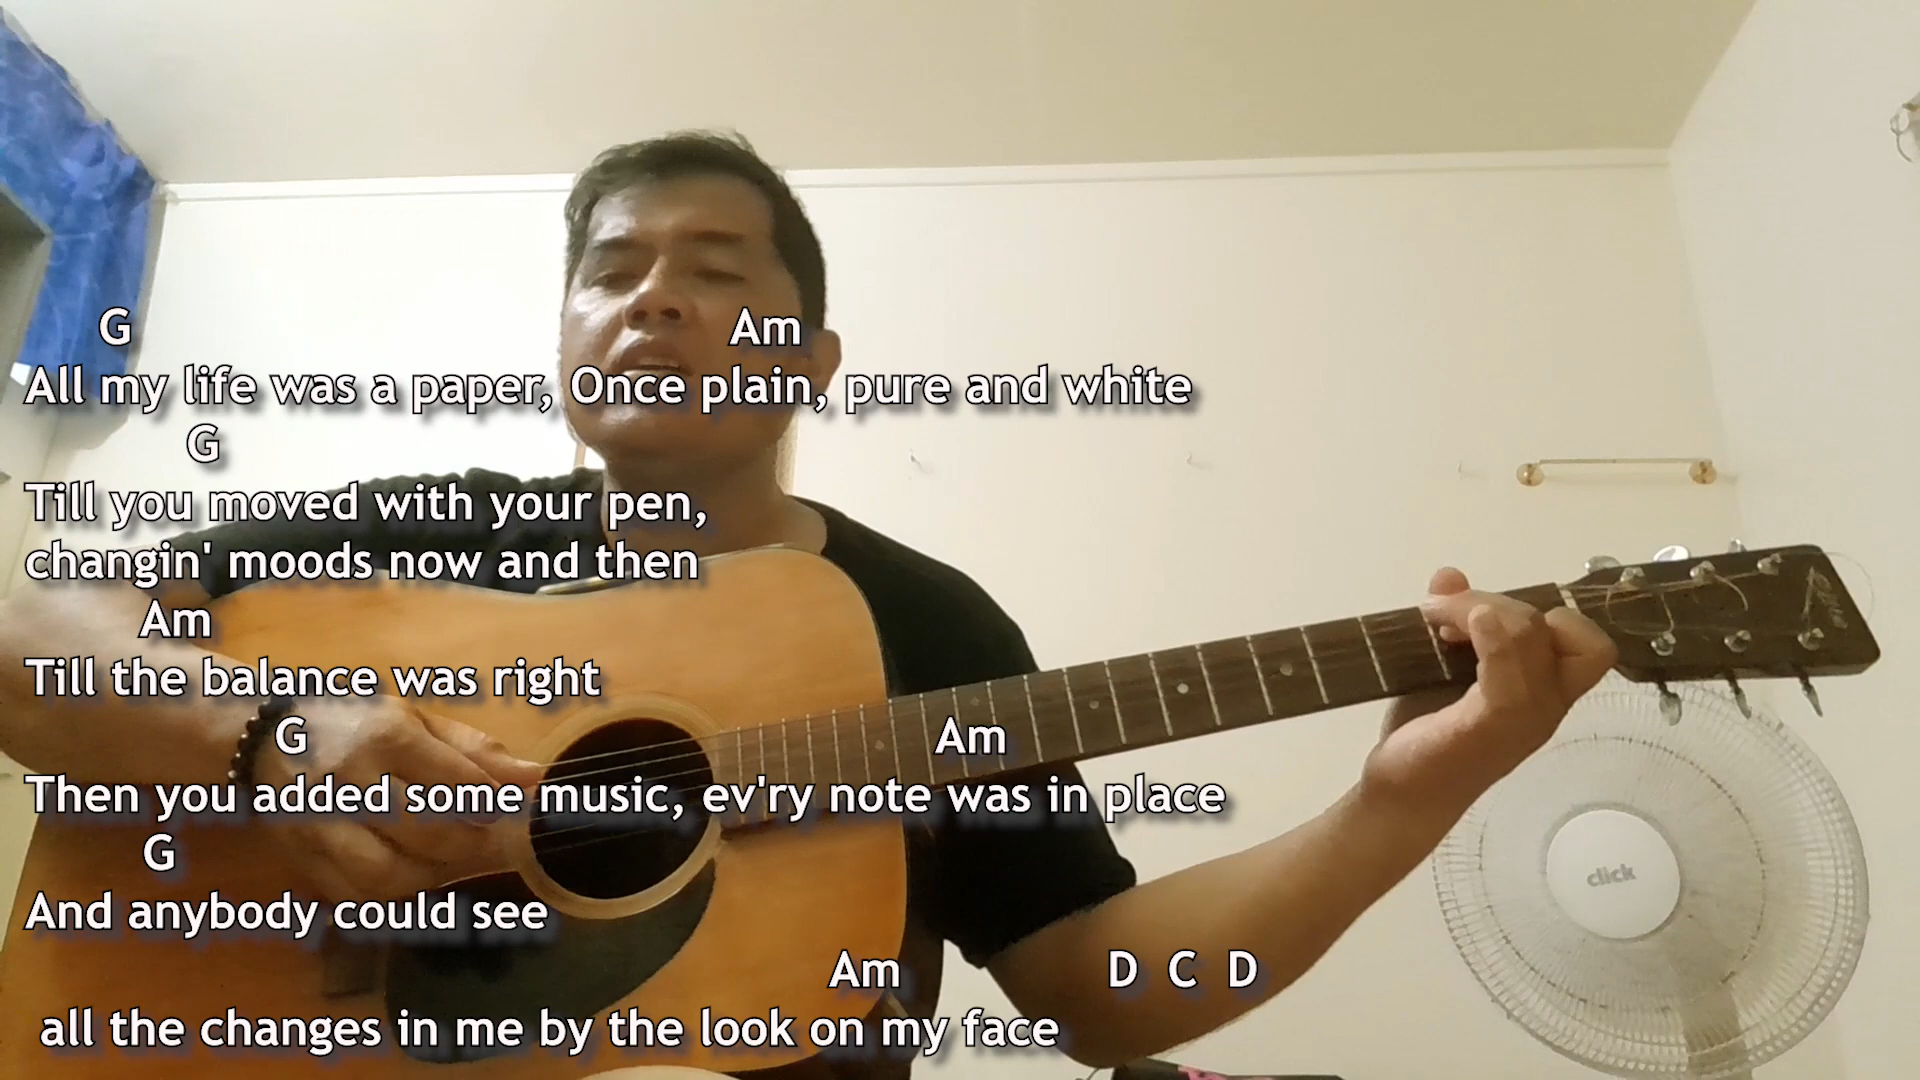 G Am
All my life was a paper, Once plain, pure and white
G
Till you moved with your pen,
changin' moods now and then
Am
Till the balance was right
G Am
Then you added some music, ev'ry note was in place
G
And anybody could see
Am D C D
all the changes in me by the look on my face
click